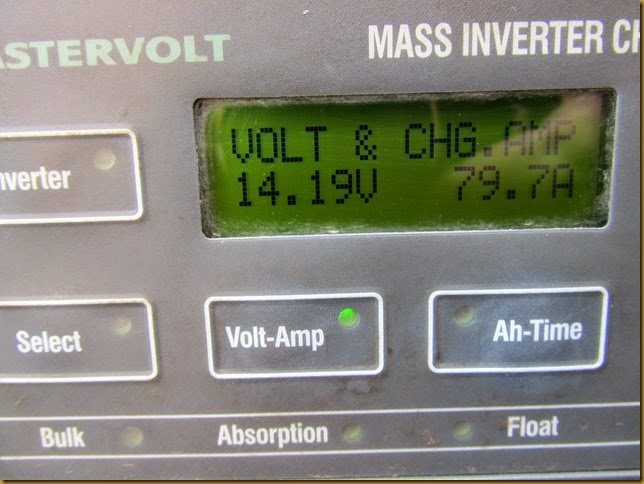 ASTERVOLT
MASS INVERTER CH
VOLT & CHG.AMP
14.19V 79.7A
nverter
Select
Volt-Amp
Ah-Time
Bulk
Absorption
Float